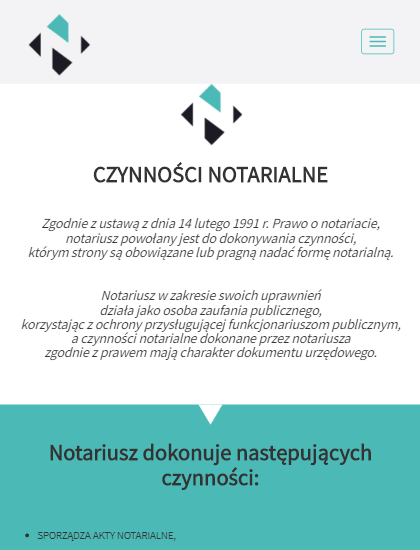 CZYNNOŚCI NOTARIALNE
Zgodnie z ustawą z dnia 14 lutego 1991 r. Prawo o notariacie,
notariusz powołany jest do dokonywania czynności,
którym strony są obowiązane lub pragną nadać formę notarialną.
Notariusz w zakresie swoich uprawnień
działa jako osoba zaufania publicznego,
korzystając z ochrony przysługującej funkcjonariuszom publicznym,
a czynności notarialne dokonane przez notariusza
zgodnie z prawem mają charakter dokumentu urzędowego.
Notariusz dokonuje następujących
czynności:
• SPORZĄDZA AKTY NOTARIALNE,